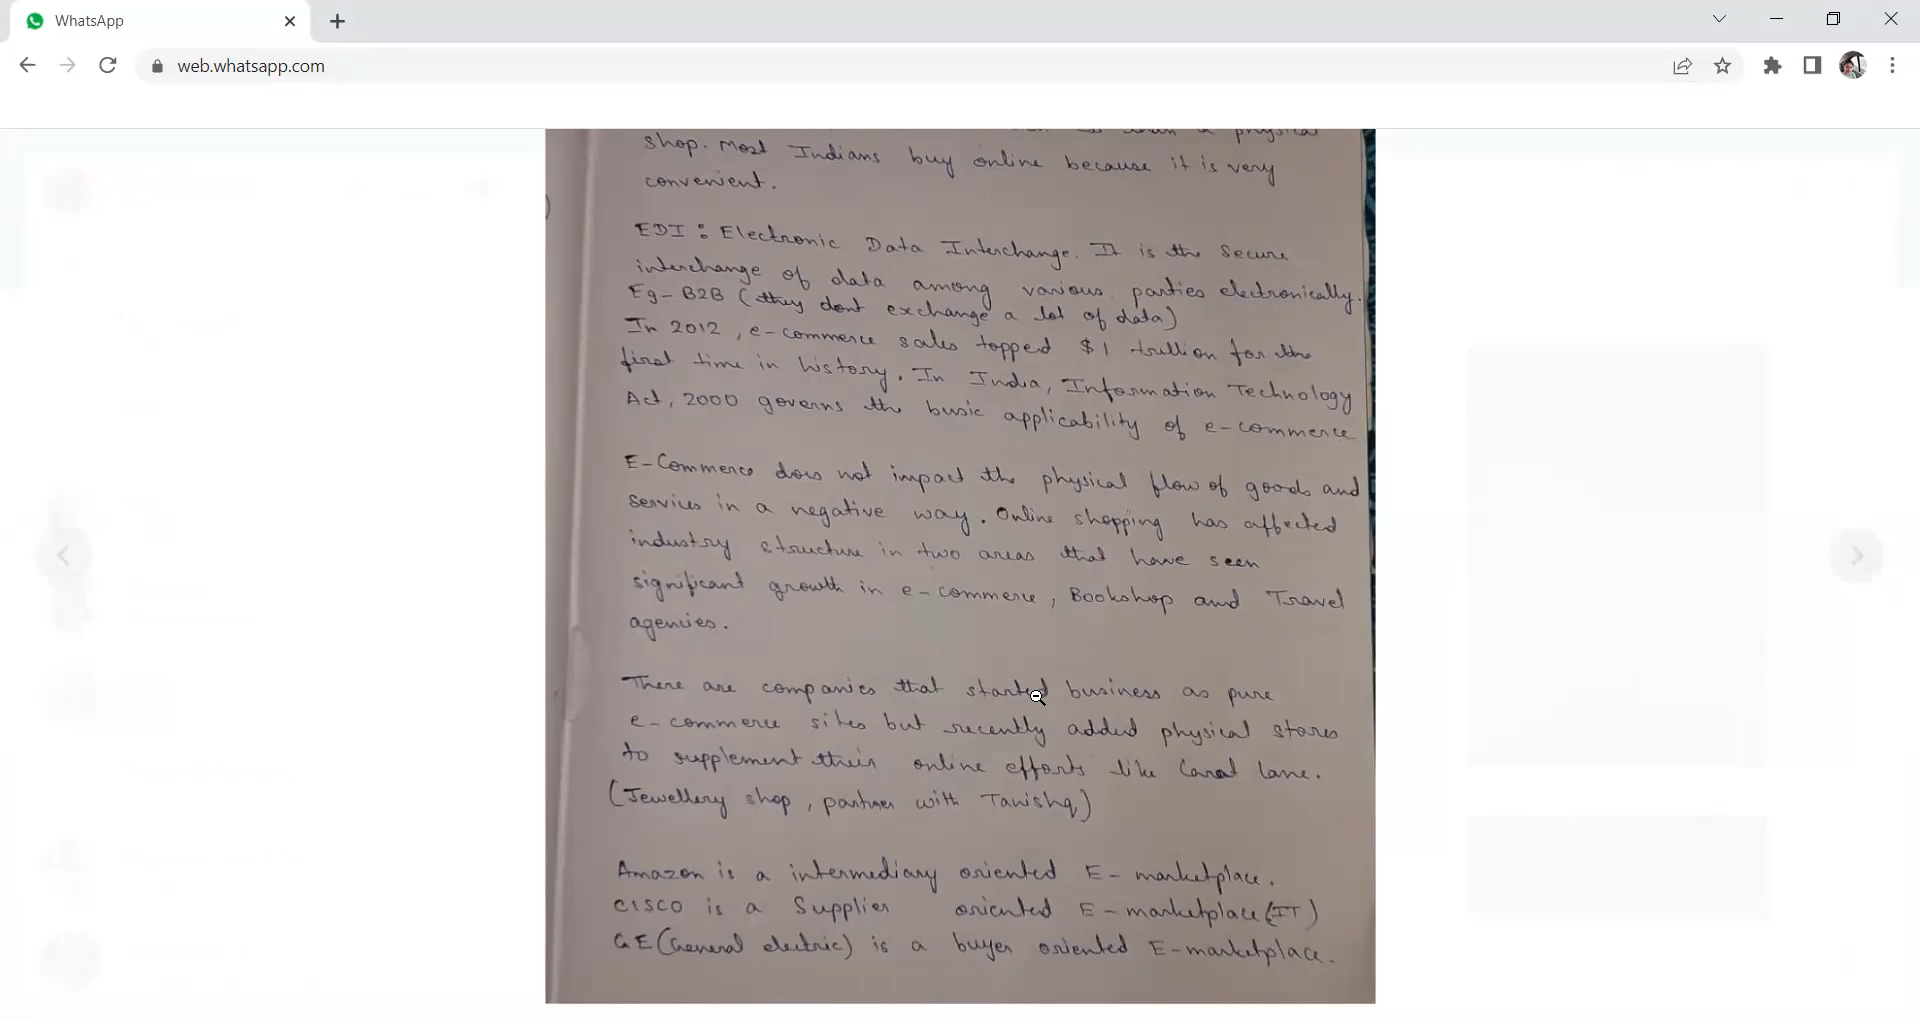 WhatsApp
web.whatsapp.com
than a physical
shop. Most Indians buy online because it is very
convenient.
EDI : Electronic Data Interchange. It is the secure
interchange of data among various parties electronically.
Eg - B2B (they dont exchange a lot of data)
In 2012, e-commerce sales topped $1 trillion for the
first time in history. In India, Information Technology
Act, 2000 governs the basic applicability of e-commerce
E-Commerce does not impact the physical flow of goods and
services in a negative way. Online shopping has affected
industry structure in two areas that have seen
significant growth in e-commerce, Bookshop and Travel
agencies.
There are companies that started business as pure
e-commerce sites but recently added physical stores
to supplement their online efforts like Carat lane.
(Jewellery shop, partner with Tanishq)
Amazon is a intermediary oriented E-marketplace.
CISCO is a Supplier oriented E-marketplace (IT)
GE (General electric) is a buyer oriented E-marketplace.